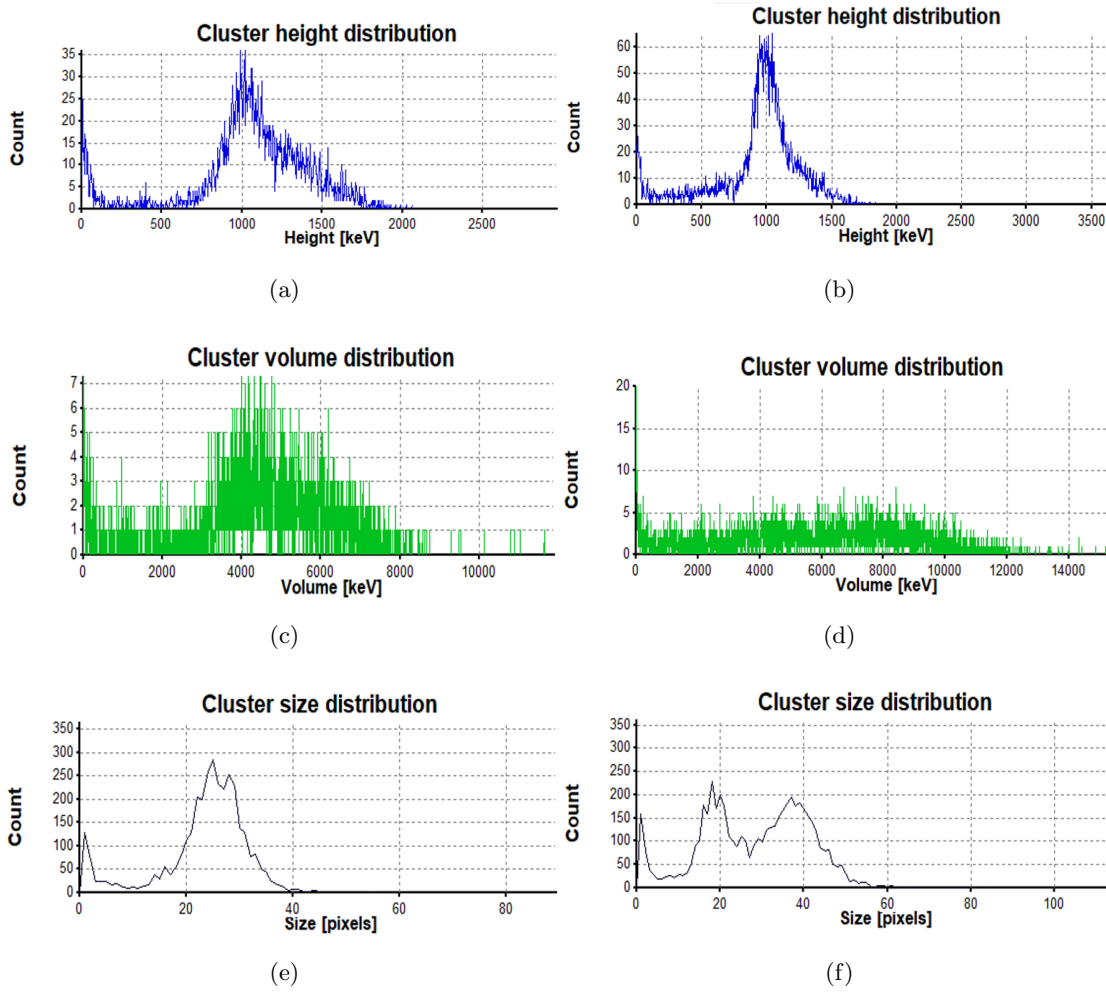 Cluster height distribution
Count
35
30
25
20
15
10
5
0
0 500 1000 1500 2000 2500
Height [keV]
(a)
Cluster height distribution
Count
60
50
40
30
20
10
0
0 500 1000 1500 2000 2500 3000 3500
Height [keV]
(b)
Cluster volume distribution
Count
7
6
5
4
3
2
1
0
0 2000 4000 6000 8000 10000
Volume [keV]
(c)
Cluster volume distribution
Count
20
15
10
5
0
0 2000 4000 6000 8000 10000 12000 14000
Volume [keV]
(d)
Cluster size distribution
Count
350
300
250
200
150
100
50
0
0 20 40 60 80
Size [pixels]
(e)
Cluster size distribution
Count
350
300
250
200
150
100
50
0
0 20 40 60 80 100
Size [pixels]
(f)